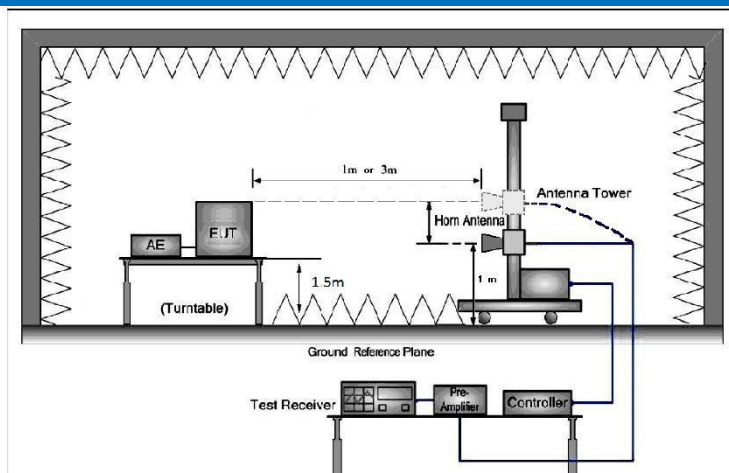 1m or 3m
Antenna Tower
Horn Antenna
AE
EUT
1.5m
1 m
(Turntable)
Ground Reference Plane
Test Receiver
Pre-
Amplifier
Controller